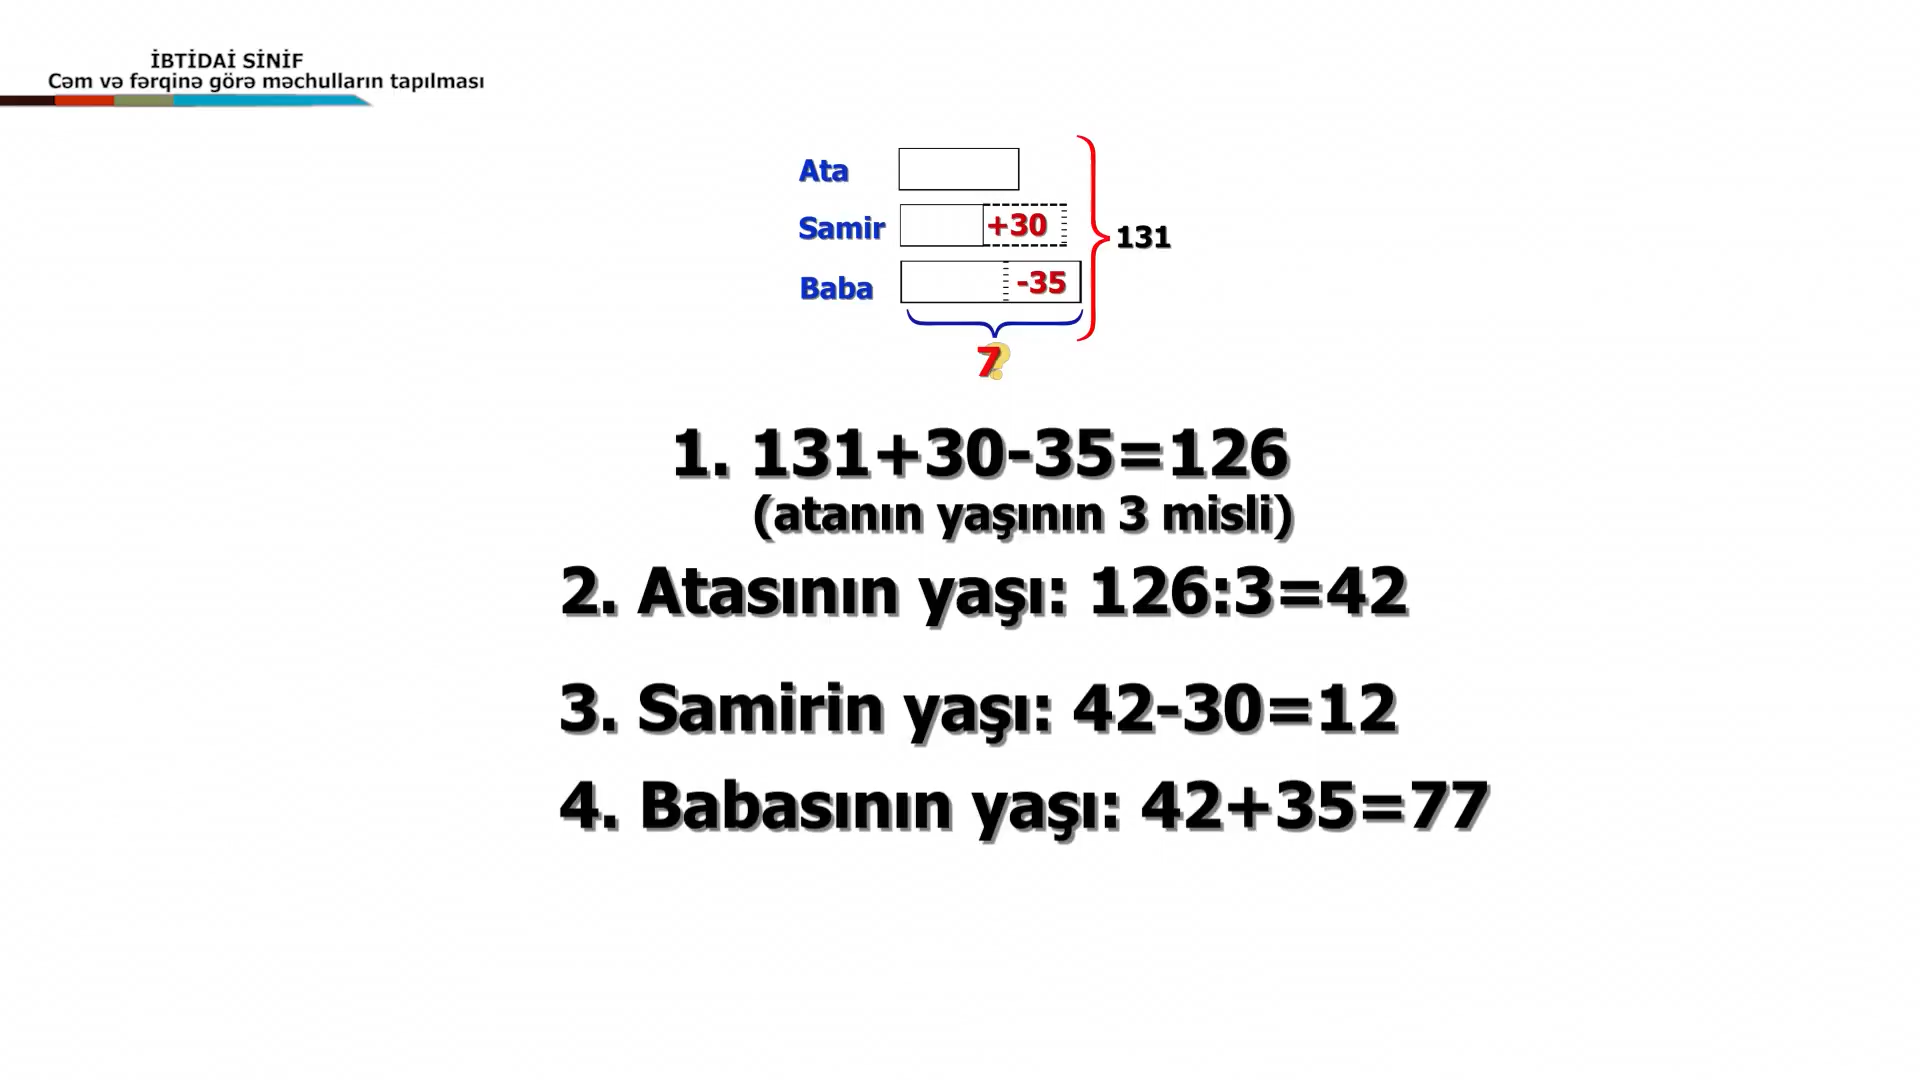 İBTİDAİ SİNİF
Cəm və fərqinə görə məchulların tapılması
Ata
Samir +30
131
Baba -35
7?
1. 131+30-35=126
(atanın yaşının 3 misli)
2. Atasının yaşı: 126:3=42
3. Samirin yaşı: 42-30=12
4. Babasının yaşı: 42+35=77